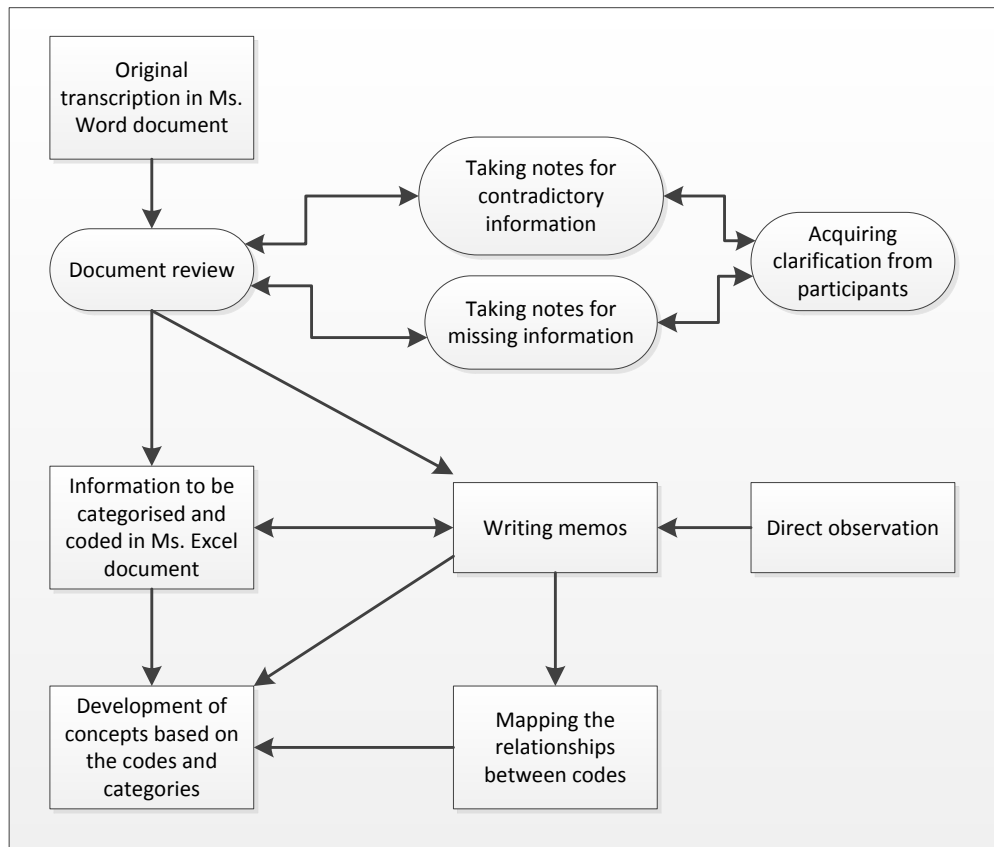 Original
transcription in Ms.
Word document
Taking notes for
contradictory
information
Acquiring
clarification from
participants
Document review
Taking notes for
missing information
Information to be
categorised and
coded in Ms. Excel
document
Writing memos
Direct observation
Development of
concepts based on
the codes and
categories
Mapping the
relationships
between codes